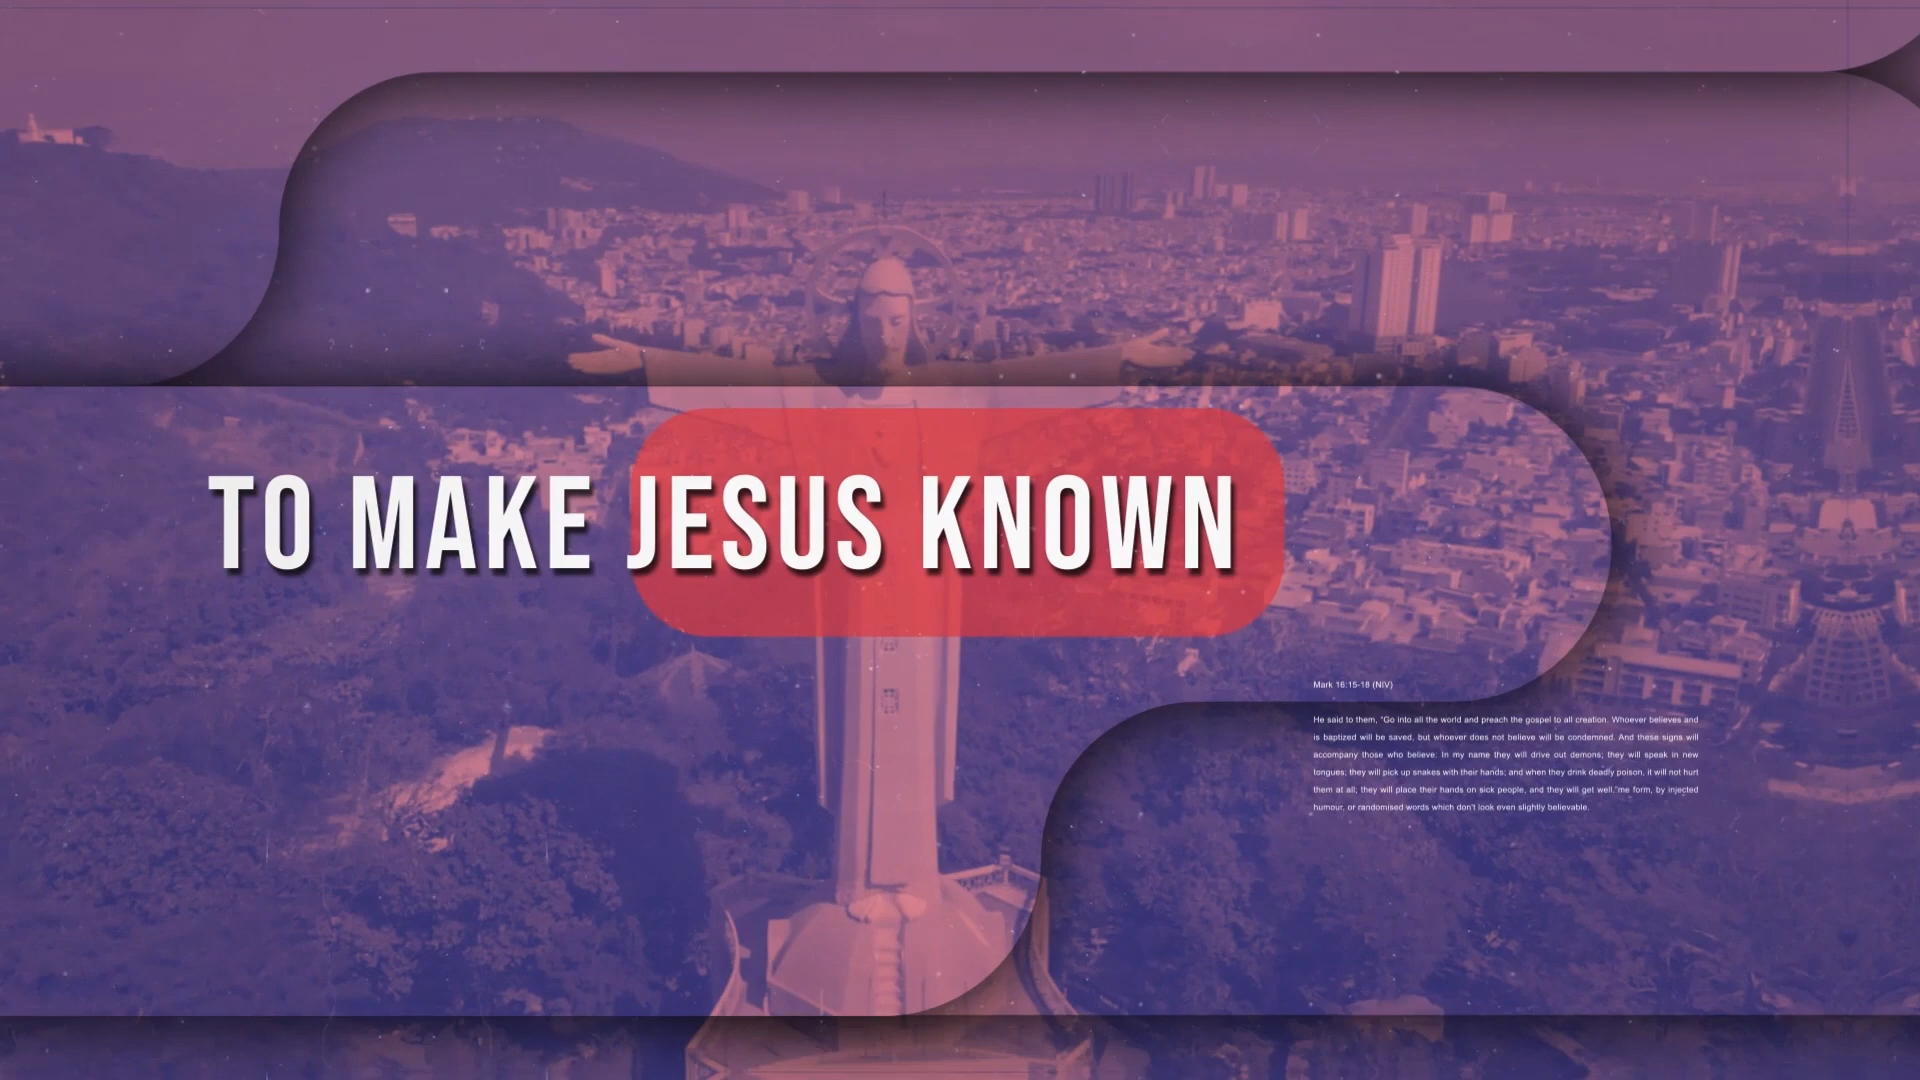 TO MAKE JESUS KNOWN
Mark 16:15-18 (NIV)
He said to them, "Go into all the world and preach the gospel to all creation. Whoever believes and
is baptized will be saved, but whoever does not believe will be condemned. And these signs will
accompany those who believe: In my name they will drive out demons; they will speak in new
tongues; they will pick up snakes with their hands; and when they drink deadly poison, it will not hurt
them at all; they will place their hands on sick people, and they will get well."me form, by injected
humour, or randomised words which don't look even slightly believable.